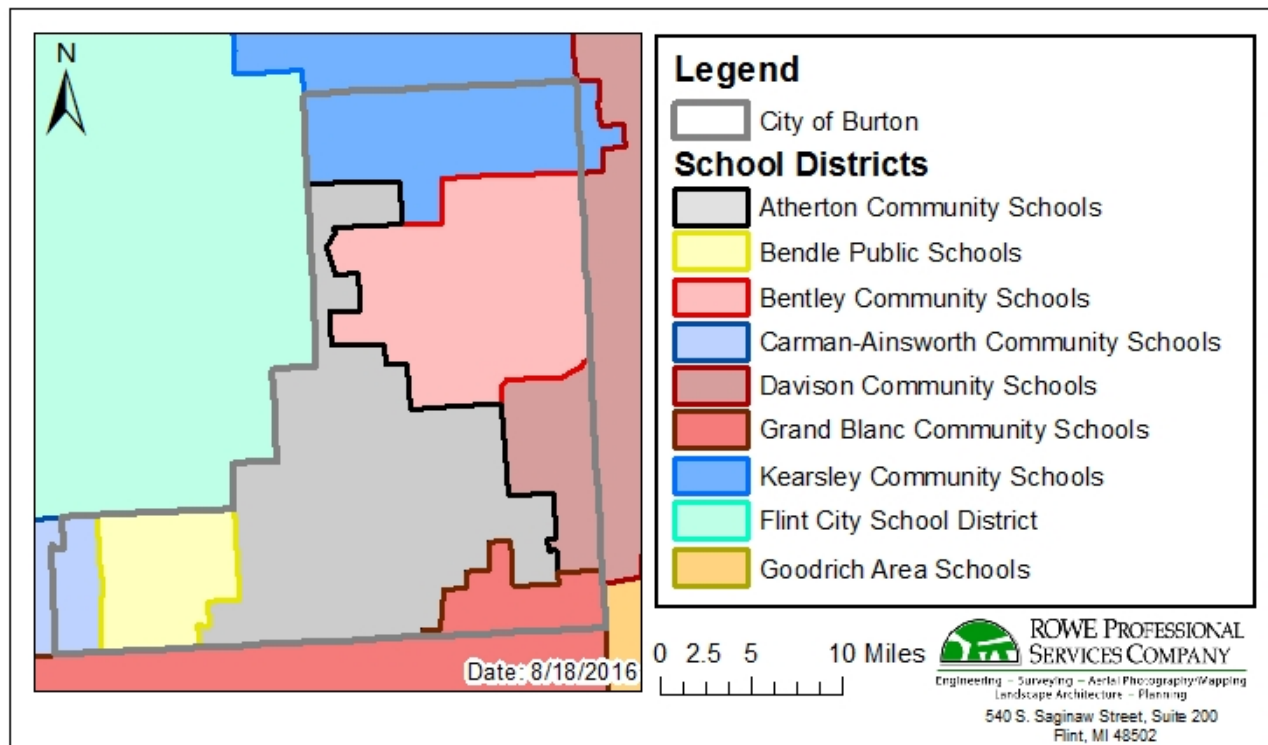 N
Date: 8/18/2016
Legend
City of Burton
School Districts
Atherton Community Schools
Bendle Public Schools
Bentley Community Schools
Carman-Ainsworth Community Schools
Davison Community Schools
Grand Blanc Community Schools
Kearsley Community Schools
Flint City School District
Goodrich Area Schools
0 2.5 5 10 Miles
ROWE PROFESSIONAL
SERVICES COMPANY
Engineering – Surveying – Aerial Photography/Mapping
Landscape Architecture – Planning
540 S. Saginaw Street, Suite 200
Flint, MI 48502